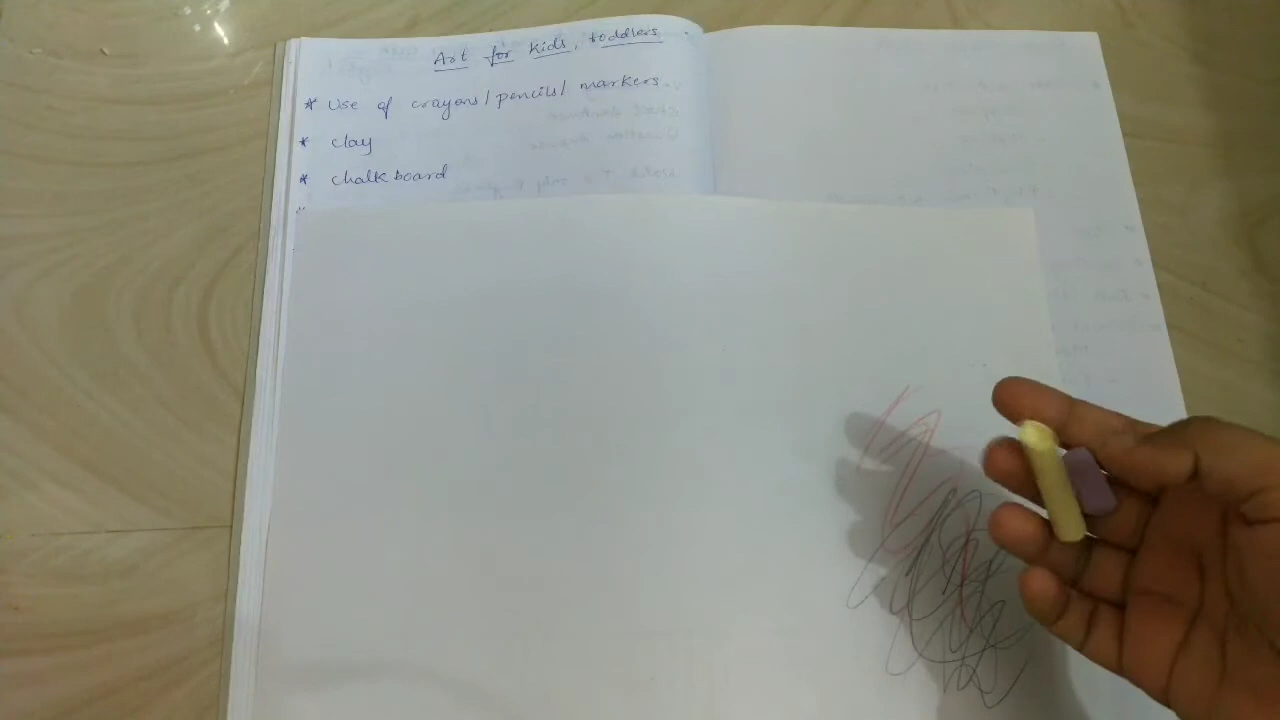 Art for kids, toddlers
* Use of crayons/pencils/ markers.
* clay
* chalk board